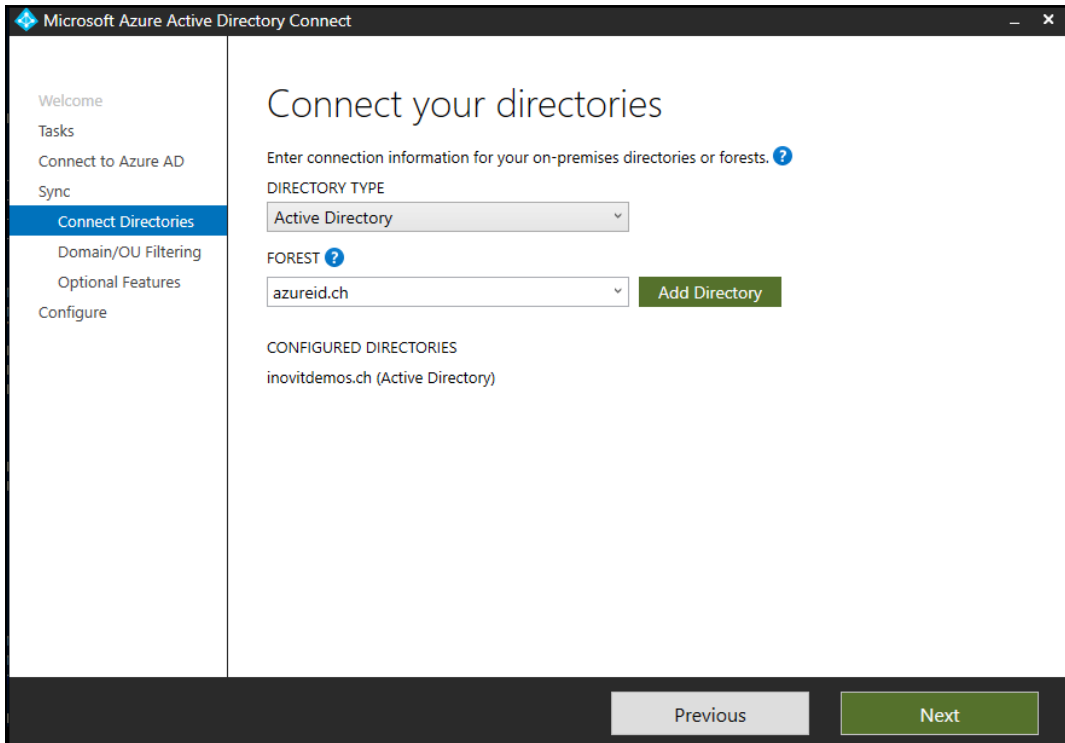 Microsoft Azure Active Directory Connect
Welcome
Tasks
Connect to Azure AD
Sync
Connect Directories
Domain/OU Filtering
Optional Features
Configure
Connect your directories
Enter connection information for your on-premises directories or forests. ?
DIRECTORY TYPE
Active Directory
FOREST ?
azureid.ch
Add Directory
CONFIGURED DIRECTORIES
inovitdemos.ch (Active Directory)
Previous
Next